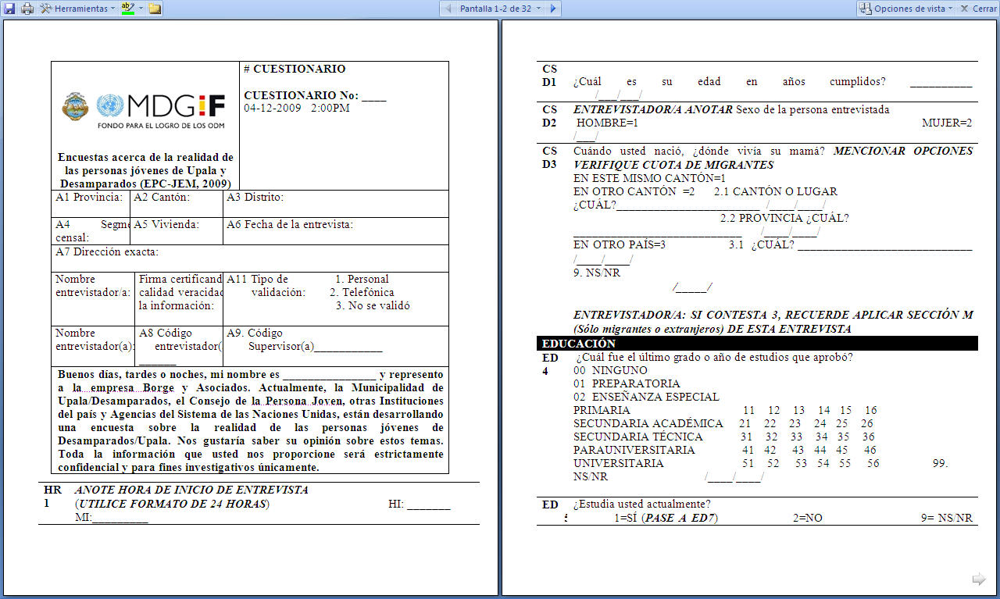 Herramientas
Pantalla 1-2 de 32
Opciones de vista
Cerrar
MDGiF
FONDO PARA EL LOGRO DE LOS ODM
Encuestas acerca de la realidad de
las personas jóvenes de Upala y
Desamparados (EPC-JEM, 2009)
# CUESTIONARIO
CUESTIONARIO No: ____
04-12-2009 2:00PM
A1 Provincia: A2 Cantón: A3 Distrito:
A4 Segme A5 Vivienda: A6 Fecha de la entrevista:
censal:
A7 Dirección exacta:
Nombre Firma certificand A11 Tipo de 1. Personal
entrevistador/a: calidad veracidad validación: 2. Telefónica
la información: 3. No se validó
Nombre A8 Código A9. Código
entrevistador(a): entrevistador( Supervisor(a)___________
______
Buenos días, tardes o noches, mi nombre es _______________ y represento
a la empresa Borge y Asociados. Actualmente, la Municipalidad de
Upala/Desamparados, el Consejo de la Persona Joven, otras Instituciones
del país y Agencias del Sistema de las Naciones Unidas, están desarrollando
una encuesta sobre la realidad de las personas jóvenes de
Desamparados/Upala. Nos gustaría saber su opinión sobre estos temas.
Toda la información que usted nos proporcione será estrictamente
confidencial y para fines investigativos únicamente.
HR ANOTE HORA DE INICIO DE ENTREVISTA
1 (UTILICE FORMATO DE 24 HORAS) HI: _______
MI:_________
CS
D1 ¿Cuál es su edad en años cumplidos? __________
/___/___/
CS ENTREVISTADOR/A ANOTAR Sexo de la persona entrevistada
D2 HOMBRE=1 MUJER=2
/___/
CS Cuándo usted nació, ¿dónde vivía su mamá? MENCIONAR OPCIONES
D3 VERIFIQUE CUOTA DE MIGRANTES
EN ESTE MISMO CANTÓN=1
EN OTRO CANTÓN =2 2.1 CANTÓN O LUGAR
¿CUÁL?_______________________ /____/____/
2.2 PROVINCIA ¿CUÁL?
___________________________ /____/____/
EN OTRO PAÍS=3 3.1 ¿CUÁL? ____________________________
/____/____/
9. NS/NR
/_____/
ENTREVISTADOR/A: SI CONTESTA 3, RECUERDE APLICAR SECCIÓN M
(Sólo migrantes o extranjeros) DE ESTA ENTREVISTA
EDUCACIÓN
ED ¿Cuál fue el último grado o año de estudios que aprobó?
4 00 NINGUNO
01 PREPARATORIA
02 ENSEÑANZA ESPECIAL
PRIMARIA 11 12 13 14 15 16
SECUNDARIA ACADÉMICA 21 22 23 24 25 26
SECUNDARIA TÉCNICA 31 32 33 34 35 36
PARAUNIVERSITARIA 41 42 43 44 45 46
UNIVERSITARIA 51 52 53 54 55 56 99.
NS/NR /____/____/
ED ¿Estudia usted actualmente?
1=SÍ (PASE A ED7) 2=NO 9= NS/NR